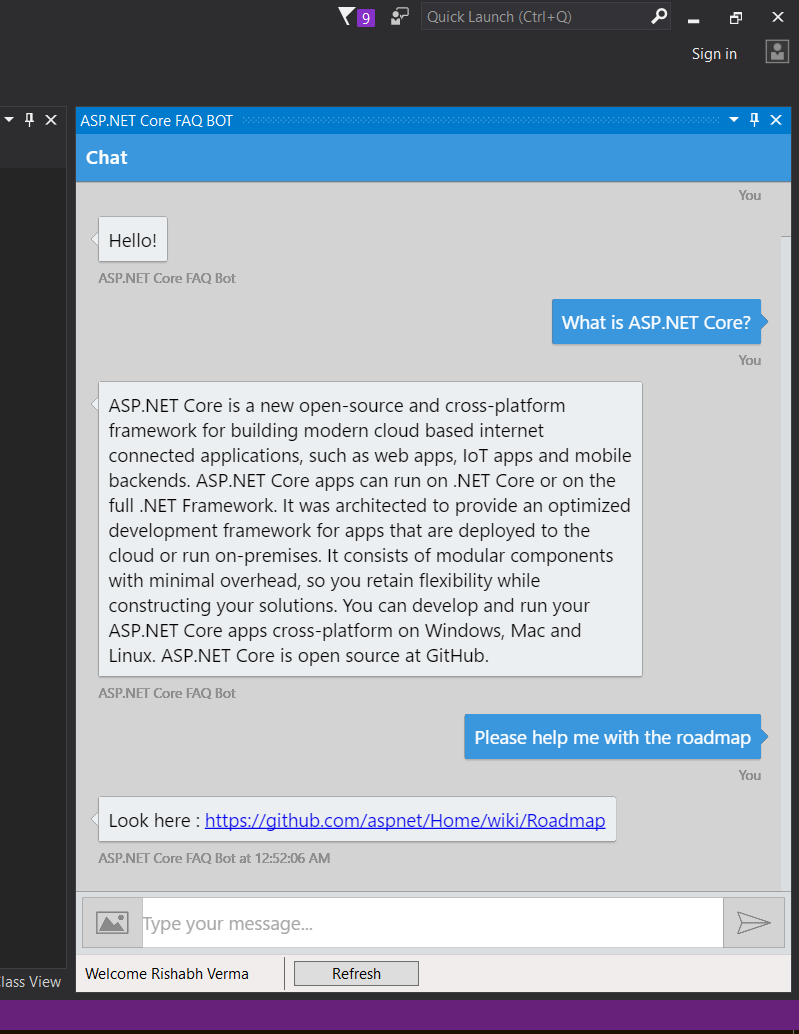 9
Quick Launch (Ctrl+Q)
Sign in
ASP.NET Core FAQ BOT
Chat
You
Hello!
ASP.NET Core FAQ Bot
What is ASP.NET Core?
You
ASP.NET Core is a new open-source and cross-platform
framework for building modern cloud based internet
connected applications, such as web apps, IoT apps and mobile
backends. ASP.NET Core apps can run on .NET Core or on the
full .NET Framework. It was architected to provide an optimized
development framework for apps that are deployed to the
cloud or run on-premises. It consists of modular components
with minimal overhead, so you retain flexibility while
constructing your solutions. You can develop and run your
ASP.NET Core apps cross-platform on Windows, Mac and
Linux. ASP.NET Core is open source at GitHub.
ASP.NET Core FAQ Bot
Please help me with the roadmap
You
Look here : https://github.com/aspnet/Home/wiki/Roadmap
ASP.NET Core FAQ Bot at 12:52:06 AM
Type your message...
Welcome Rishabh Verma
Refresh
lass View